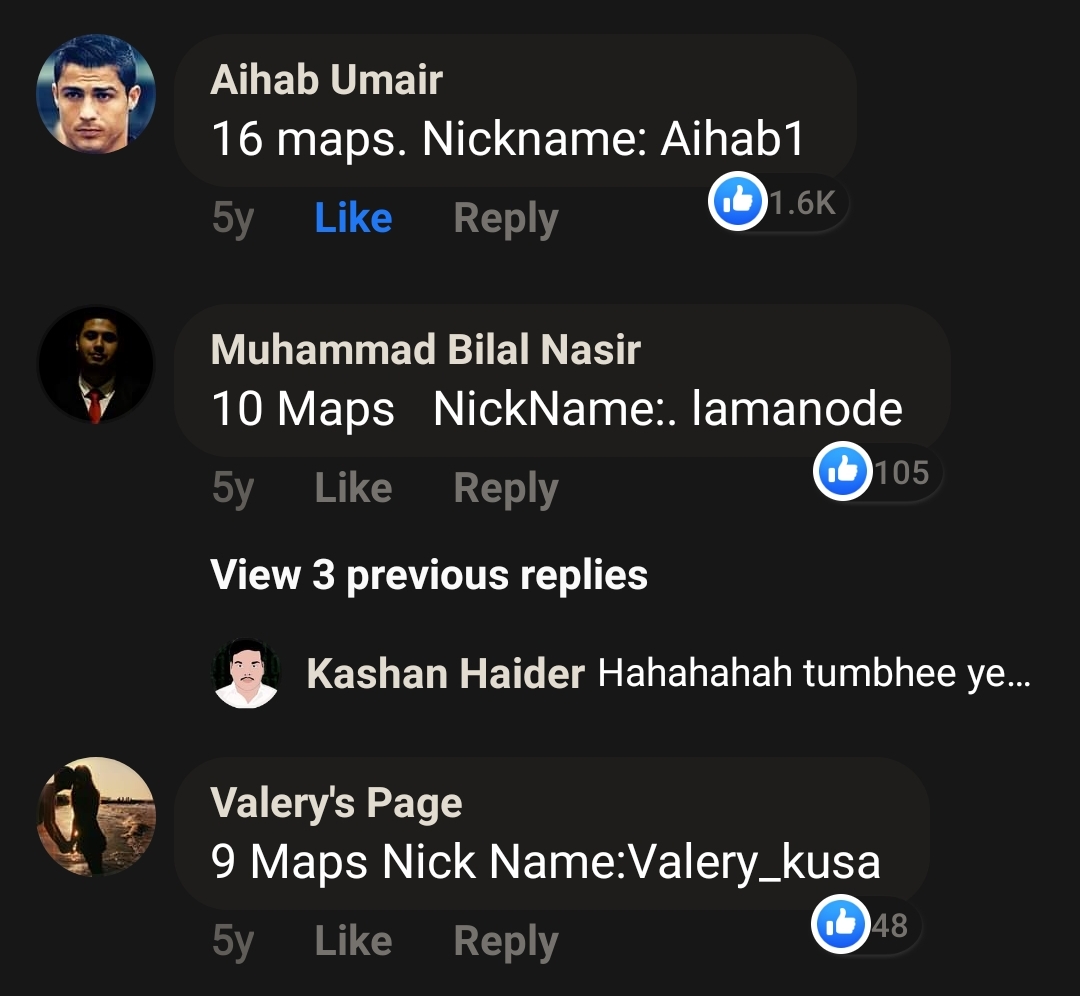 Aihab Umair
16 maps. Nickname: Aihab1
5y Like Reply 1.6K
Muhammad Bilal Nasir
10 Maps NickName:. lamanode
5y Like Reply 105
View 3 previous replies
Kashan Haider Hahahahah tumbhee ye...
Valery's Page
9 Maps Nick Name:Valery_kusa
5y Like Reply 48